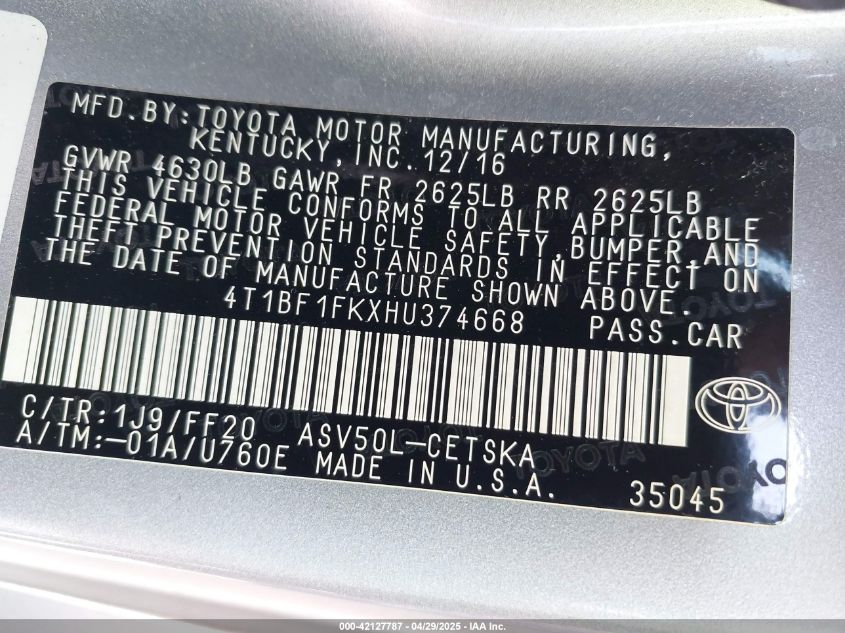 MFD. BY: TOYOTA MOTOR MANUFACTURING,
KENTUCKY, INC. 12/16
GVWR 4630LB GAWR FR 2625LB RR 2625LB
THIS VEHICLE CONFORMS TO ALL APPLICABLE
FEDERAL MOTOR VEHICLE SAFETY, BUMPER, AND
THEFT PREVENTION STANDARDS IN EFFECT ON
THE DATE OF MANUFACTURE SHOWN ABOVE.
4T1BF1FKXHU374668 PASS. CAR
C/TR: 1J9/FF20 ASV50L-CETSKA
A/TM: -01A/U760E MADE IN U.S.A.
35045
000-42127787 - 04/29/2025 - IAA Inc.